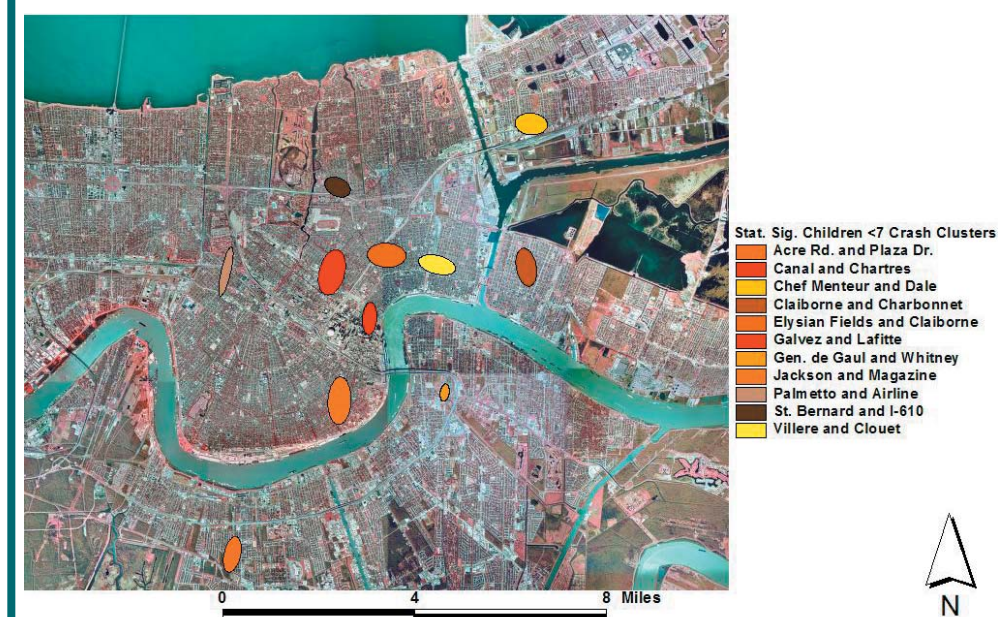 Stat. Sig. Children <7 Crash Clusters
Acre Rd. and Plaza Dr.
Canal and Chartres
Chef Menteur and Dale
Claiborne and Charbonnet
Elysian Fields and Claiborne
Galvez and Lafitte
Gen. de Gaul and Whitney
Jackson and Magazine
Palmetto and Airline
St. Bernard and I-610
Villere and Clouet
0 4 8 Miles
N